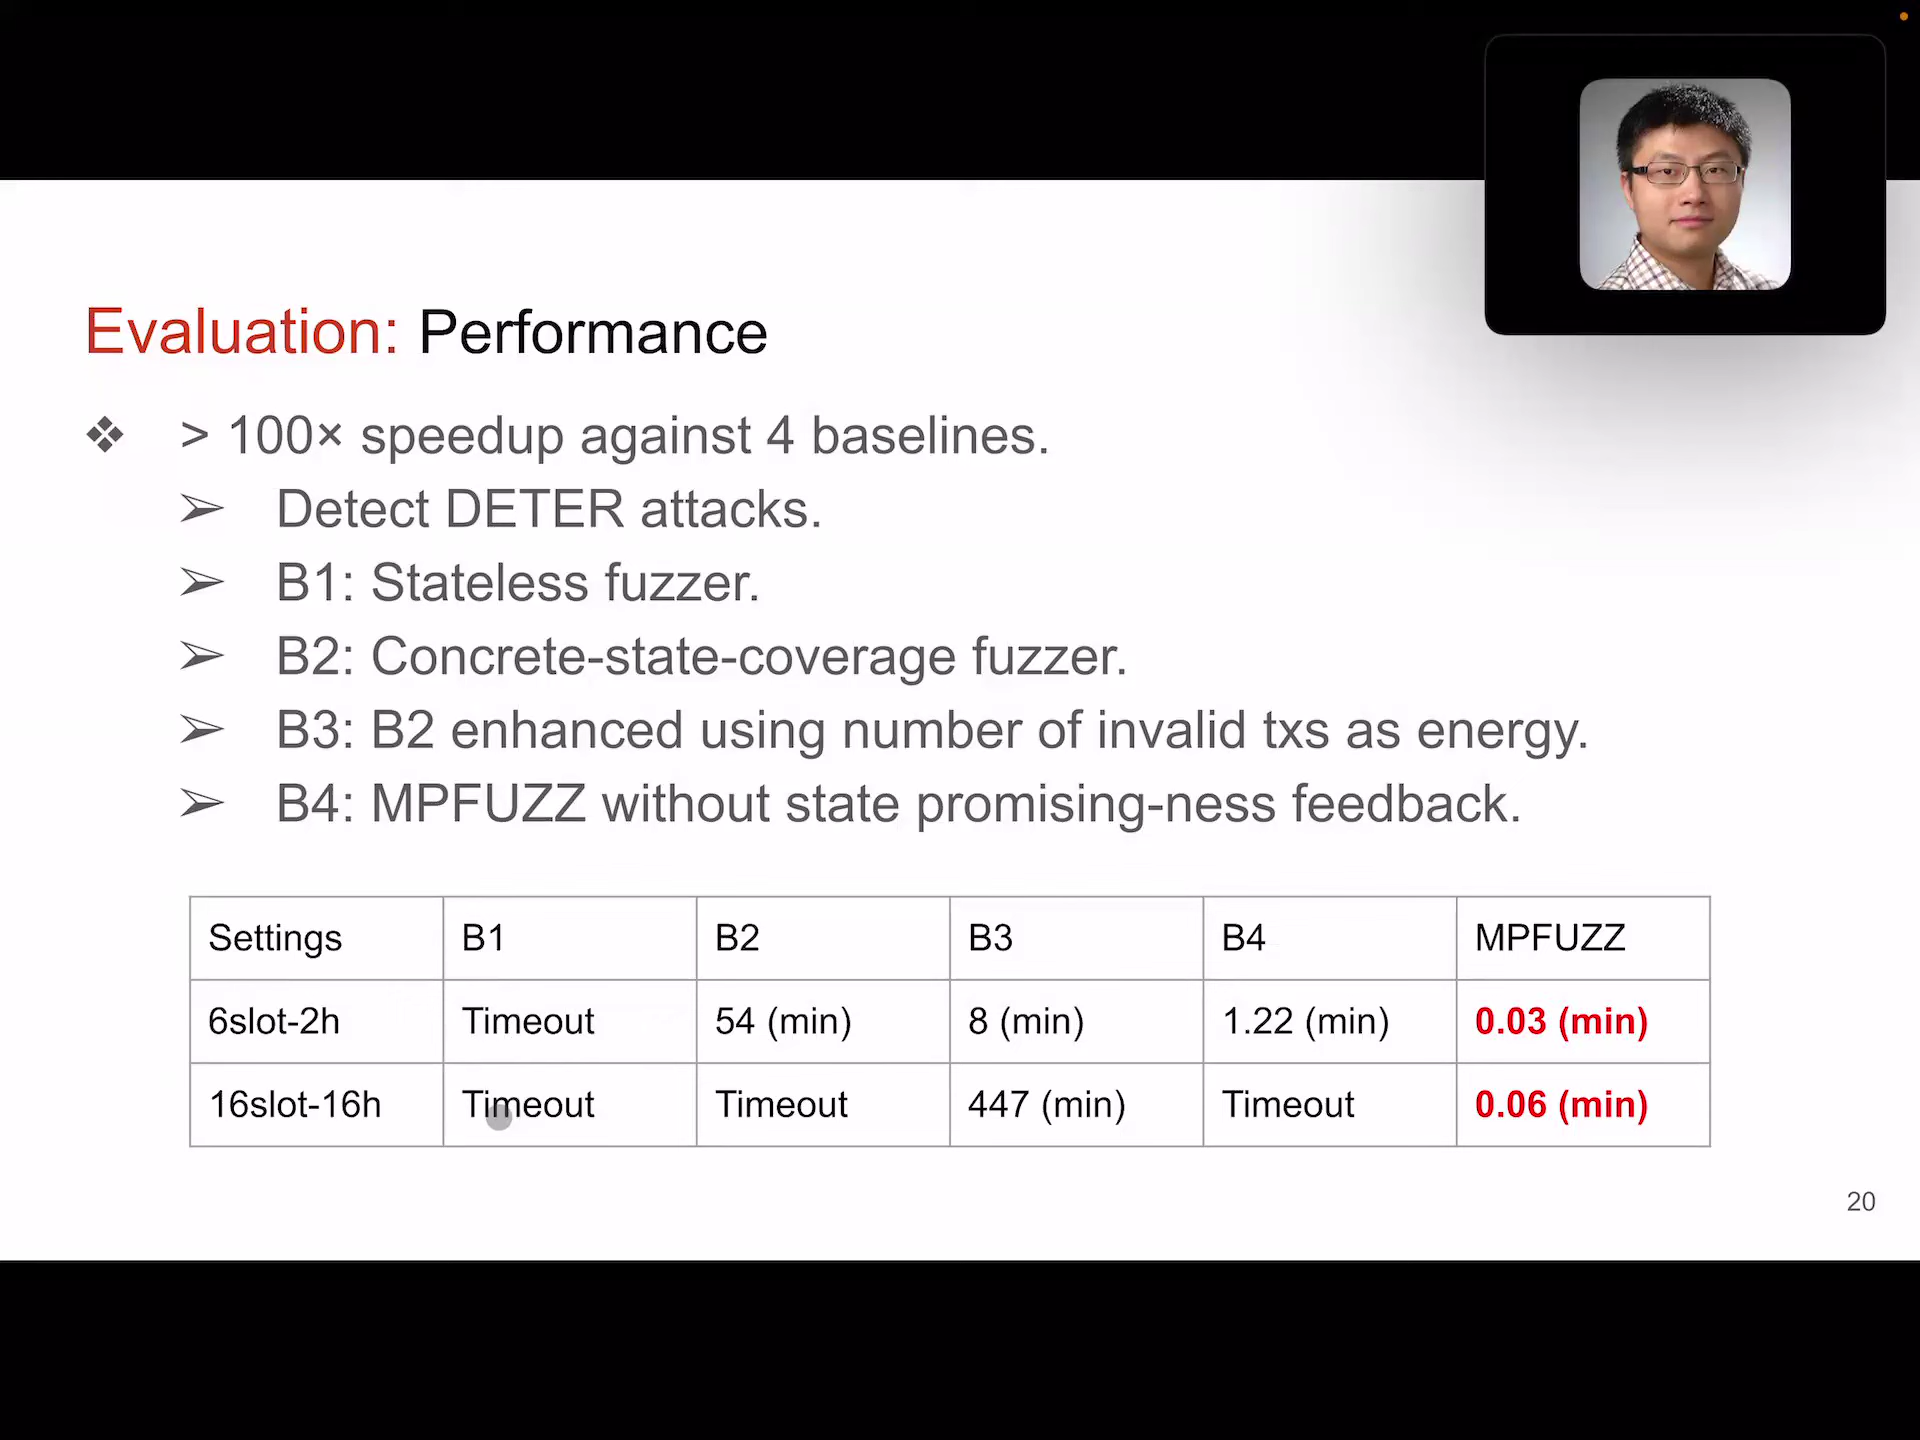 Evaluation: Performance
❖ > 100× speedup against 4 baselines.
➢ Detect DETER attacks.
➢ B1: Stateless fuzzer.
➢ B2: Concrete-state-coverage fuzzer.
➢ B3: B2 enhanced using number of invalid txs as energy.
➢ B4: MPFUZZ without state promising-ness feedback.
Settings B1 B2 B3 B4 MPFUZZ
6slot-2h Timeout 54 (min) 8 (min) 1.22 (min) 0.03 (min)
16slot-16h Timeout Timeout 447 (min) Timeout 0.06 (min)
20